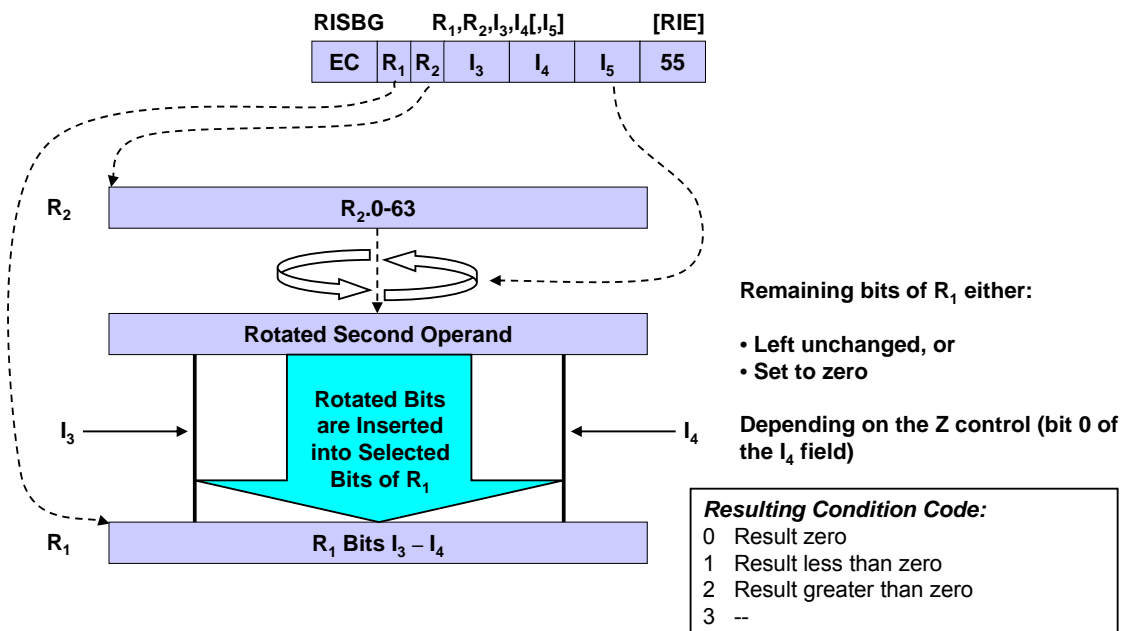 RISBG R₁,R₂,I₃,I₄[,I₅] [RIE]
EC R₁ R₂ I₃ I₄ I₅ 55
R₂
R₂.0-63
Rotated Second Operand
Rotated Bits
are Inserted
into Selected
Bits of R₁
I₃
I₄
R₁
R₁ Bits I₃ – I₄
Remaining bits of R₁ either:
• Left unchanged, or
• Set to zero
Depending on the Z control (bit 0 of
the I₄ field)
Resulting Condition Code:
0 Result zero
1 Result less than zero
2 Result greater than zero
3 --